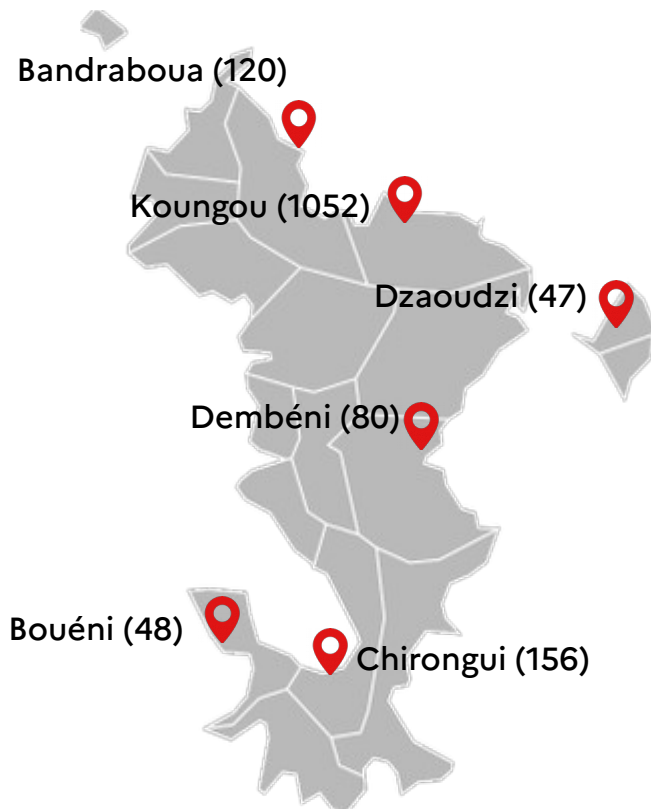 Bandraboua (120)
Koungou (1052)
Dzaoudzi (47)
Dembéni (80)
Bouéni (48)
Chirongui (156)